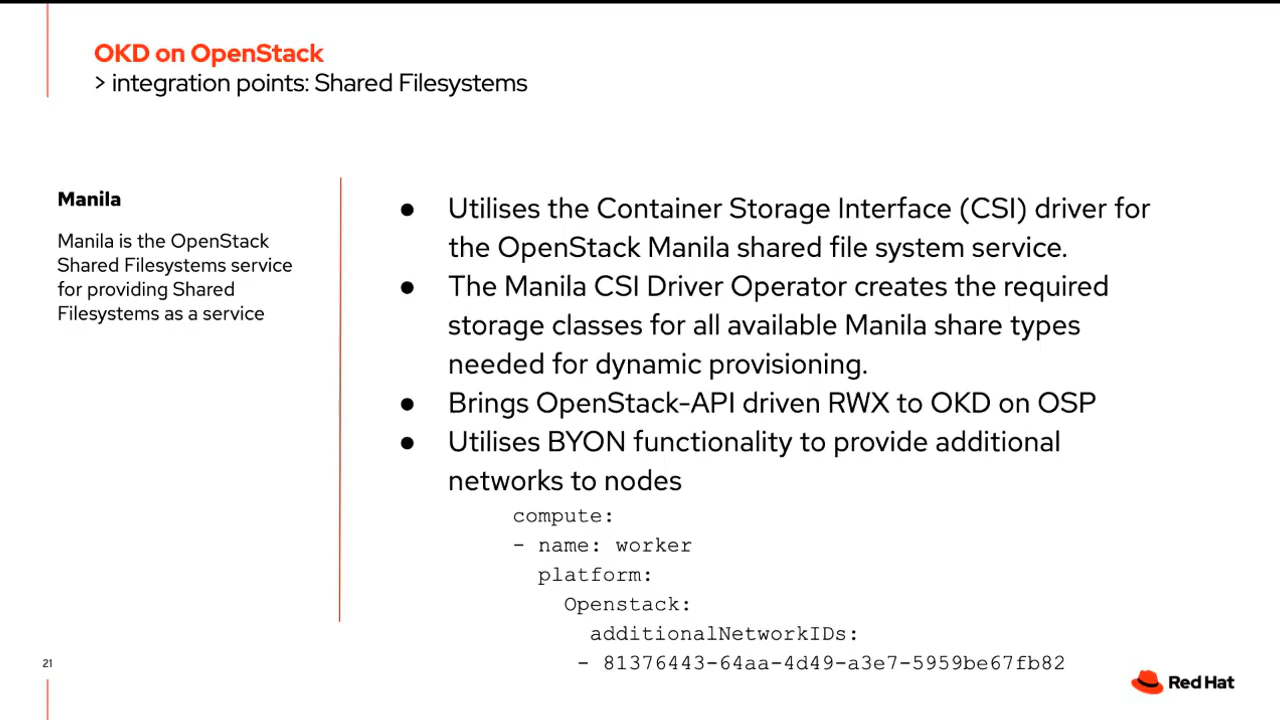 OKD on OpenStack
> integration points: Shared Filesystems
Manila
Manila is the OpenStack
Shared Filesystems service
for providing Shared
Filesystems as a service
● Utilises the Container Storage Interface (CSI) driver for
the OpenStack Manila shared file system service.
● The Manila CSI Driver Operator creates the required
storage classes for all available Manila share types
needed for dynamic provisioning.
● Brings OpenStack-API driven RWX to OKD on OSP
● Utilises BYON functionality to provide additional
networks to nodes
compute:
- name: worker
platform:
Openstack:
additionalNetworkIDs:
- 81376443-64aa-4d49-a3e7-5959be67fb82
21
Red Hat